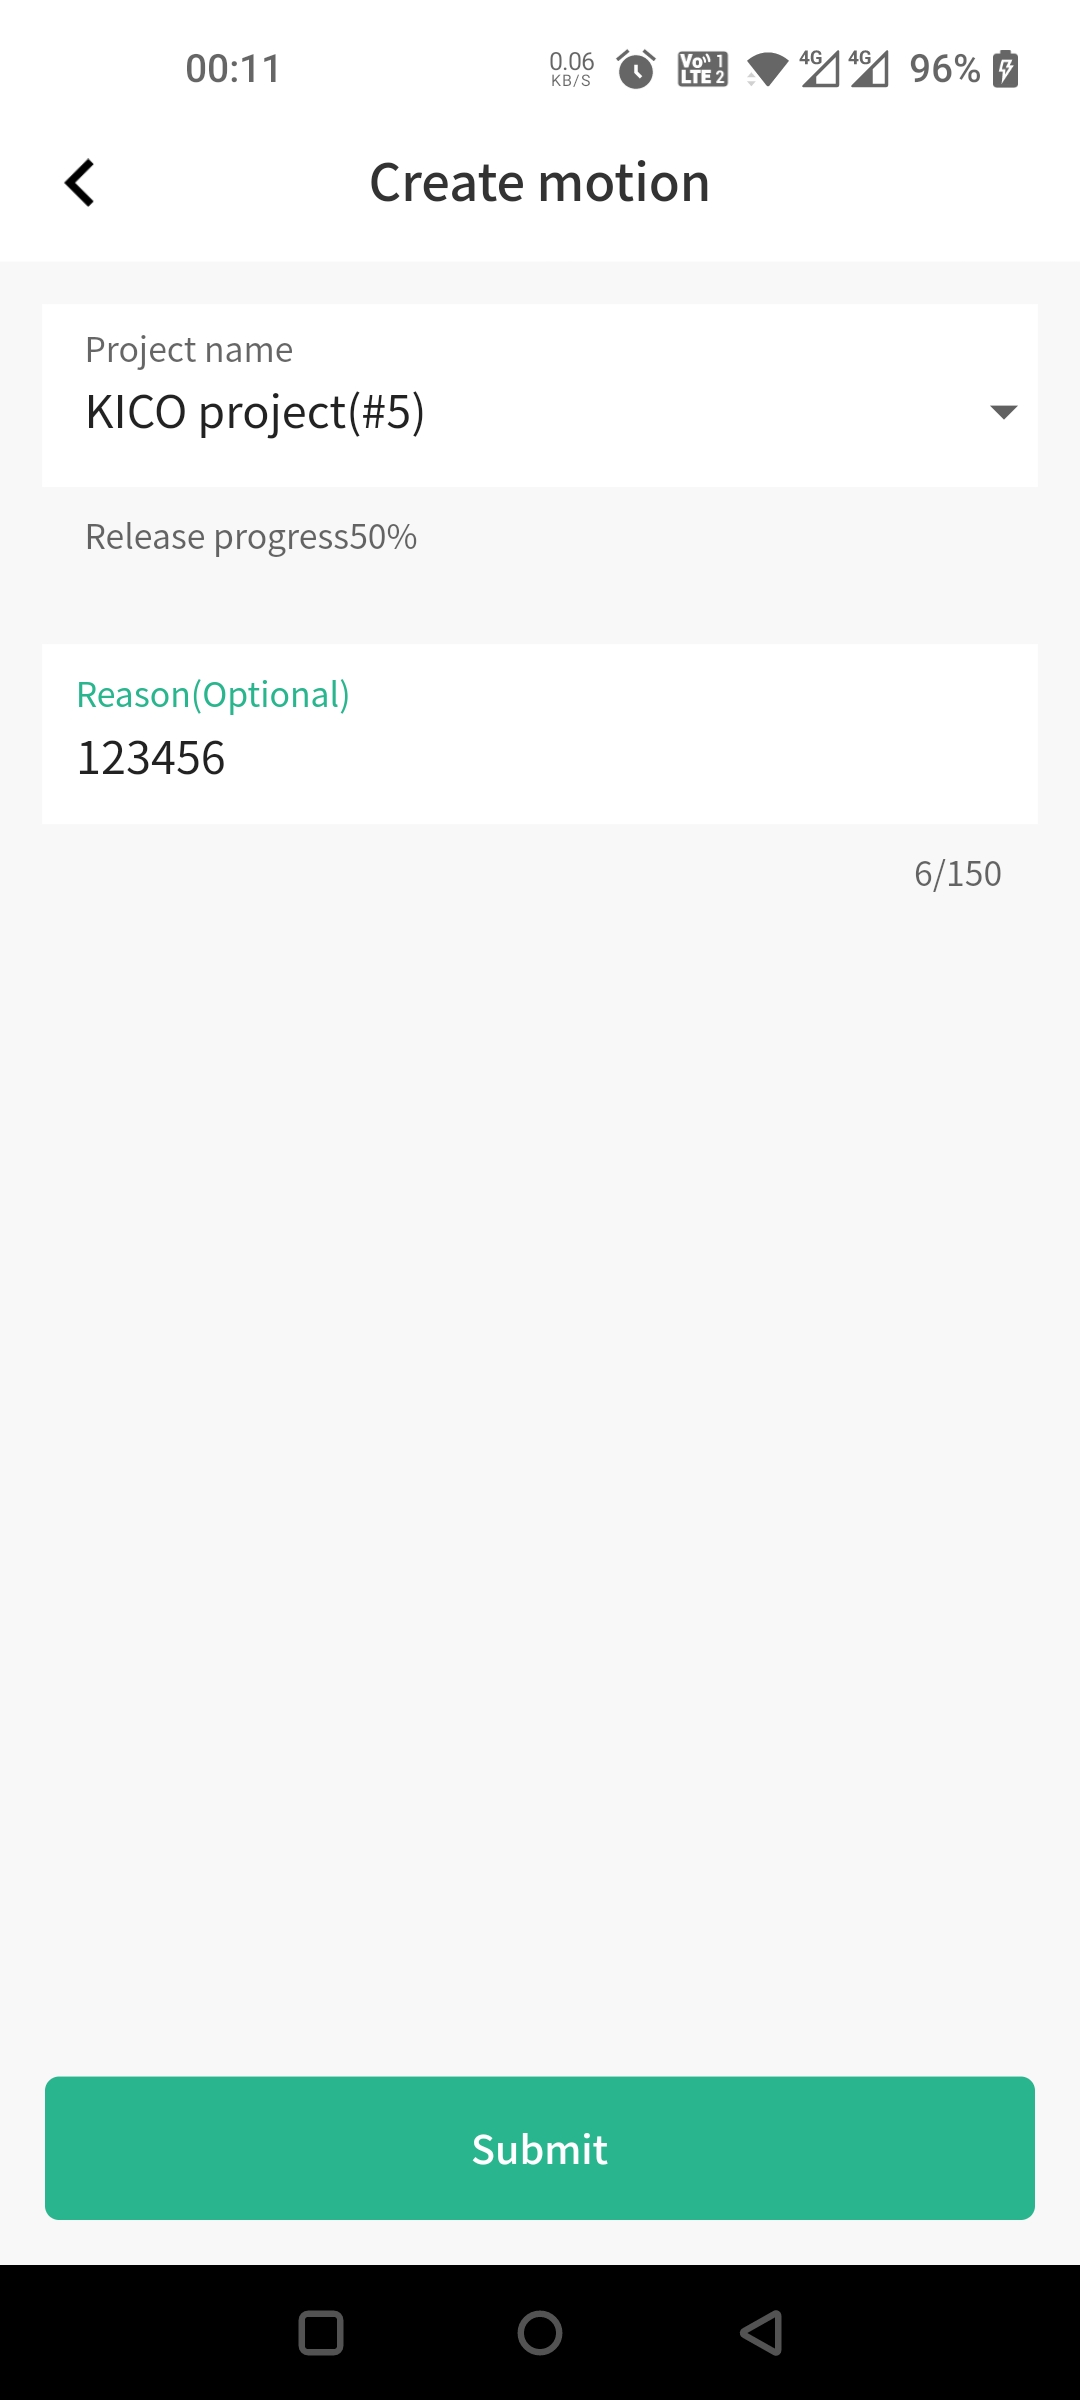 00:11
0.06 KB/S
Vo LTE 1 2
4G 4G 96%
Create motion
Project name
KICO project(#5)
Release progress50%
Reason(Optional)
123456
6/150
Submit